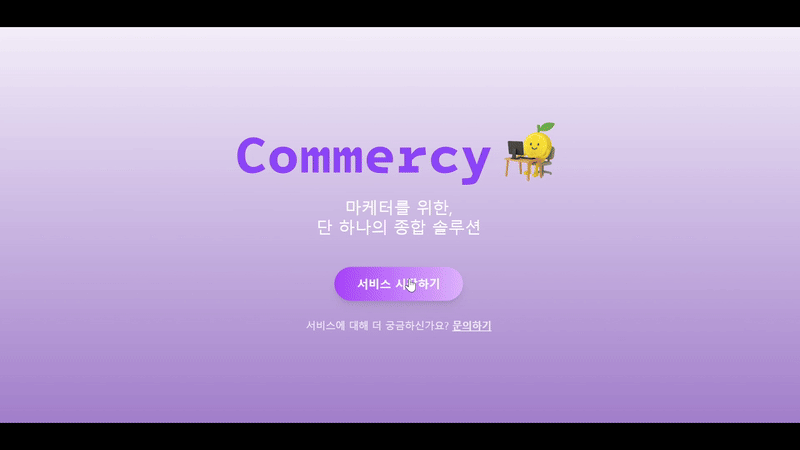 Commercy
마케터를 위한,
단 하나의 종합 솔루션
서비스 시작하기
서비스에 대해 더 궁금하신가요? 문의하기